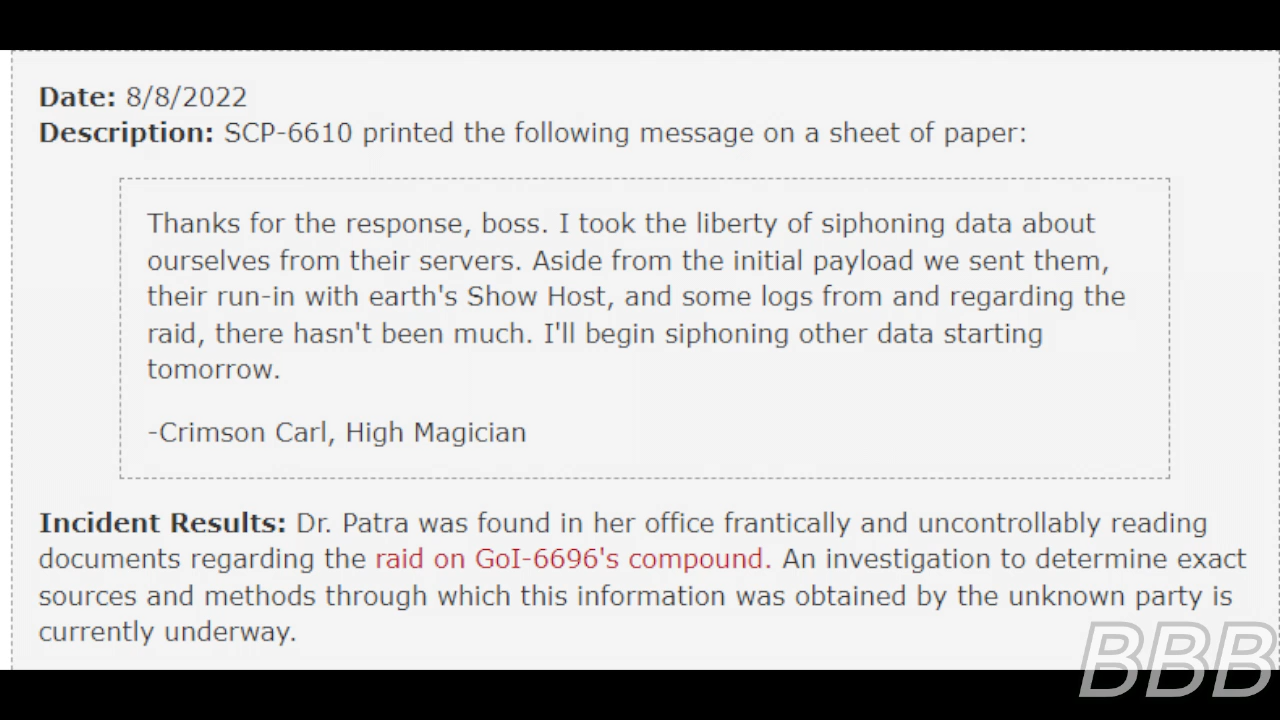 Date: 8/8/2022
Description: SCP-6610 printed the following message on a sheet of paper:
Thanks for the response, boss. I took the liberty of siphoning data about
ourselves from their servers. Aside from the initial payload we sent them,
their run-in with earth's Show Host, and some logs from and regarding the
raid, there hasn't been much. I'll begin siphoning other data starting
tomorrow.
-Crimson Carl, High Magician
Incident Results: Dr. Patra was found in her office frantically and uncontrollably reading
documents regarding the raid on GoI-6696's compound. An investigation to determine exact
sources and methods through which this information was obtained by the unknown party is
currently underway.
BBB